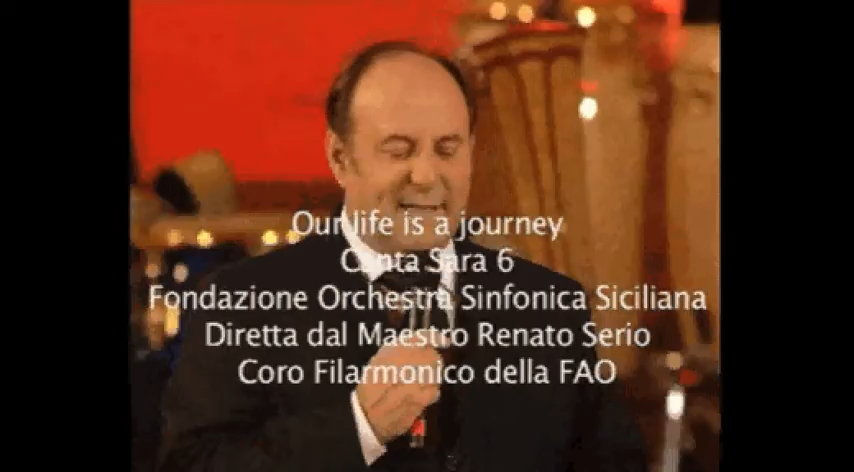 Our life is a journey
Canta Sara 6
Fondazione Orchestra Sinfonica Siciliana
Diretta dal Maestro Renato Serio
Coro Filarmonico della FAO